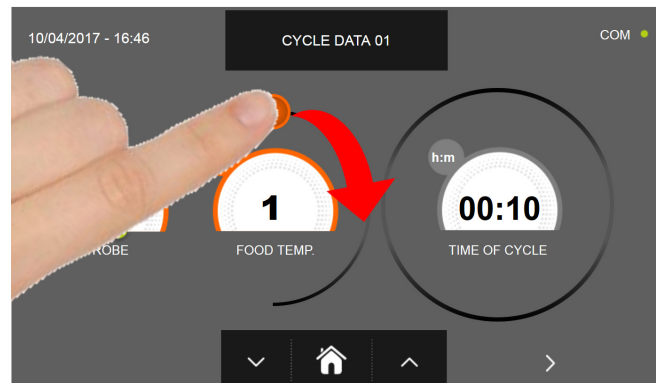 10/04/2017 - 16:46
CYCLE DATA 01
COM
h:m
1
00:10
FOOD TEMP.
TIME OF CYCLE